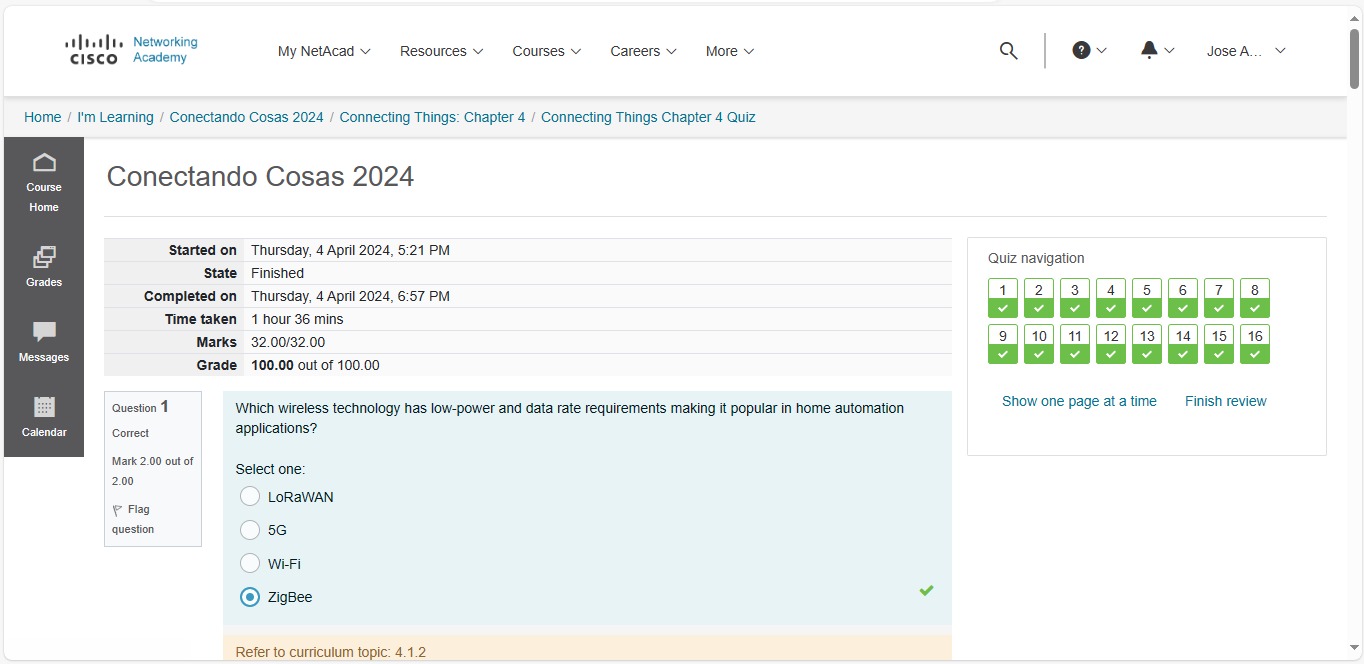 CISCO
Networking
Academy
My NetAcad
Resources
Courses
Careers
More
?
Jose A...
Home / I'm Learning / Conectando Cosas 2024 / Connecting Things: Chapter 4 / Connecting Things Chapter 4 Quiz
Course
Home
Grades
Messages
Calendar
Conectando Cosas 2024
Started on Thursday, 4 April 2024, 5:21 PM
State Finished
Completed on Thursday, 4 April 2024, 6:57 PM
Time taken 1 hour 36 mins
Marks 32.00/32.00
Grade 100.00 out of 100.00
Quiz navigation
1 2 3 4 5 6 7 8
9 10 11 12 13 14 15 16
Show one page at a time Finish review
Question 1
Correct
Mark 2.00 out of
2.00
Flag
question
Which wireless technology has low-power and data rate requirements making it popular in home automation
applications?
Select one:
LoRaWAN
5G
Wi-Fi
ZigBee
Refer to curriculum topic: 4.1.2